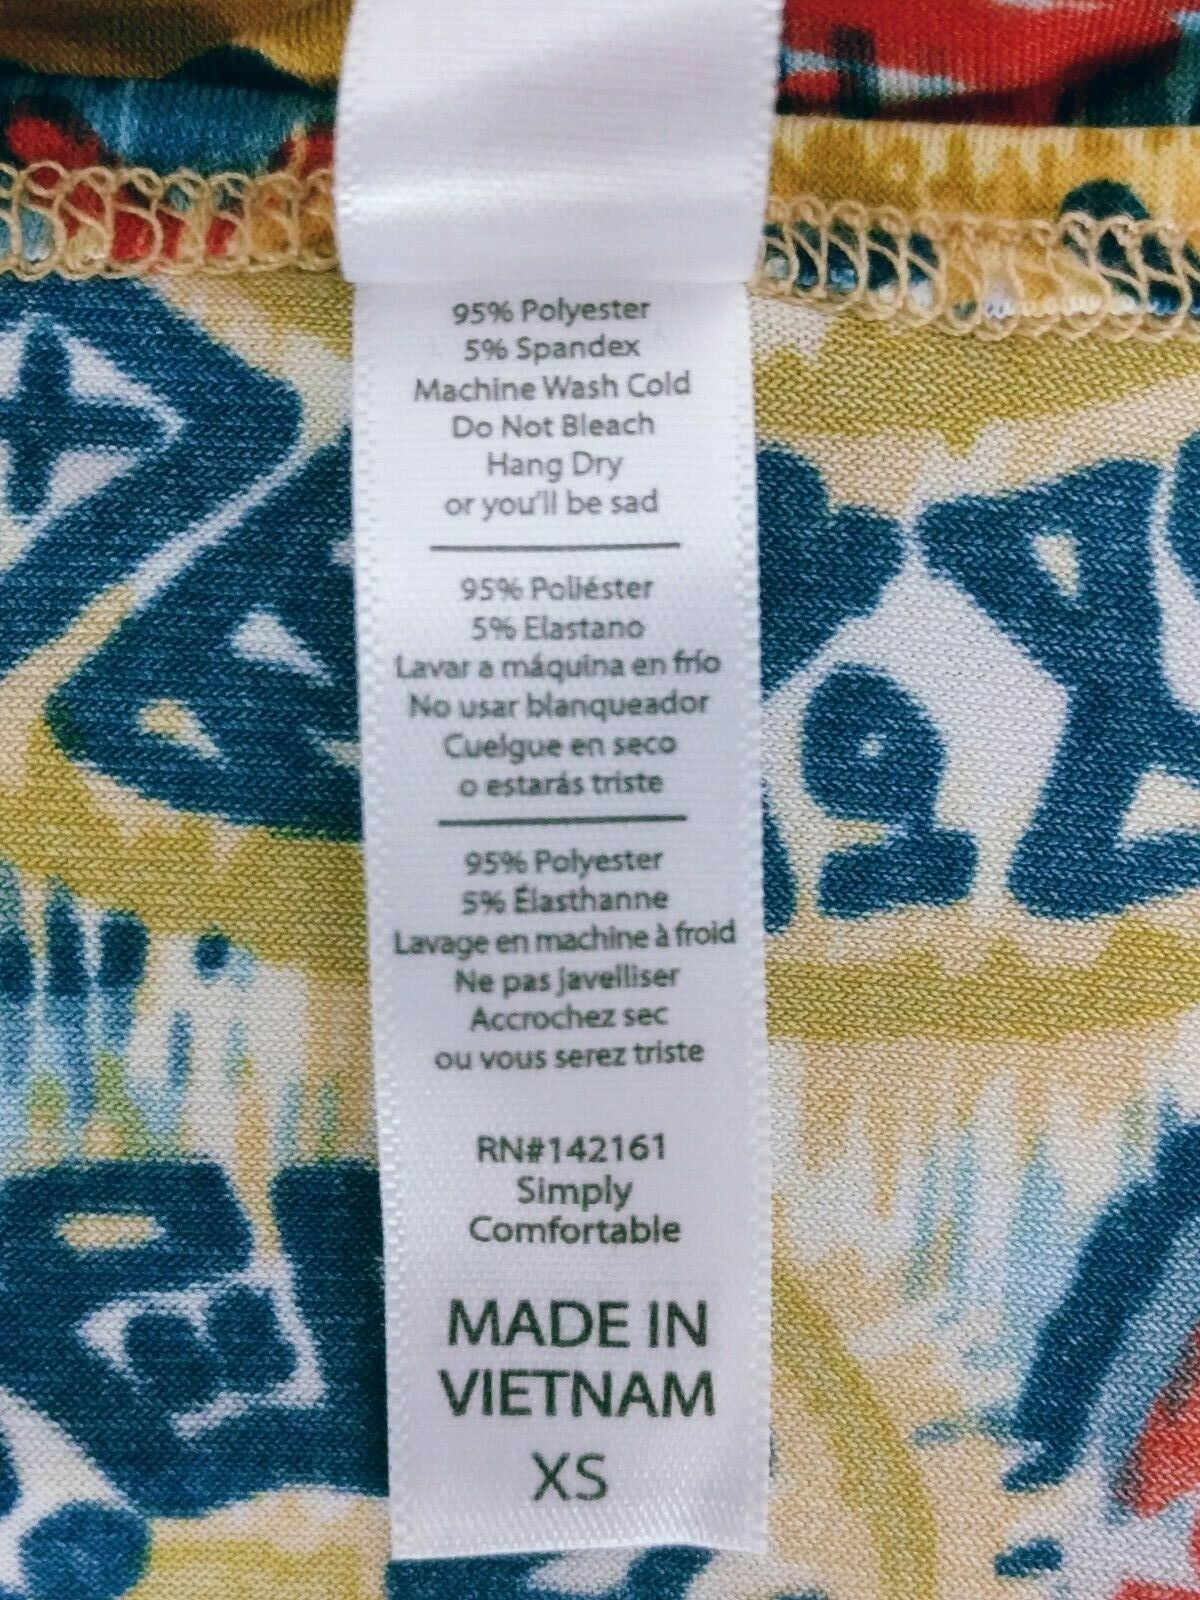 95% Polyester
5% Spandex
Machine Wash Cold
Do Not Bleach
Hang Dry
or you'll be sad
95% Poliéster
5% Elastano
Lavar a máquina en frío
No usar blanqueador
Cuelgue en seco
o estarás triste
95% Polyester
5% Élasthanne
Lavage en machine à froid
Ne pas javelliser
Accrochez sec
ou vous serez triste
RN#142161
Simply
Comfortable
MADE IN
VIETNAM
XS